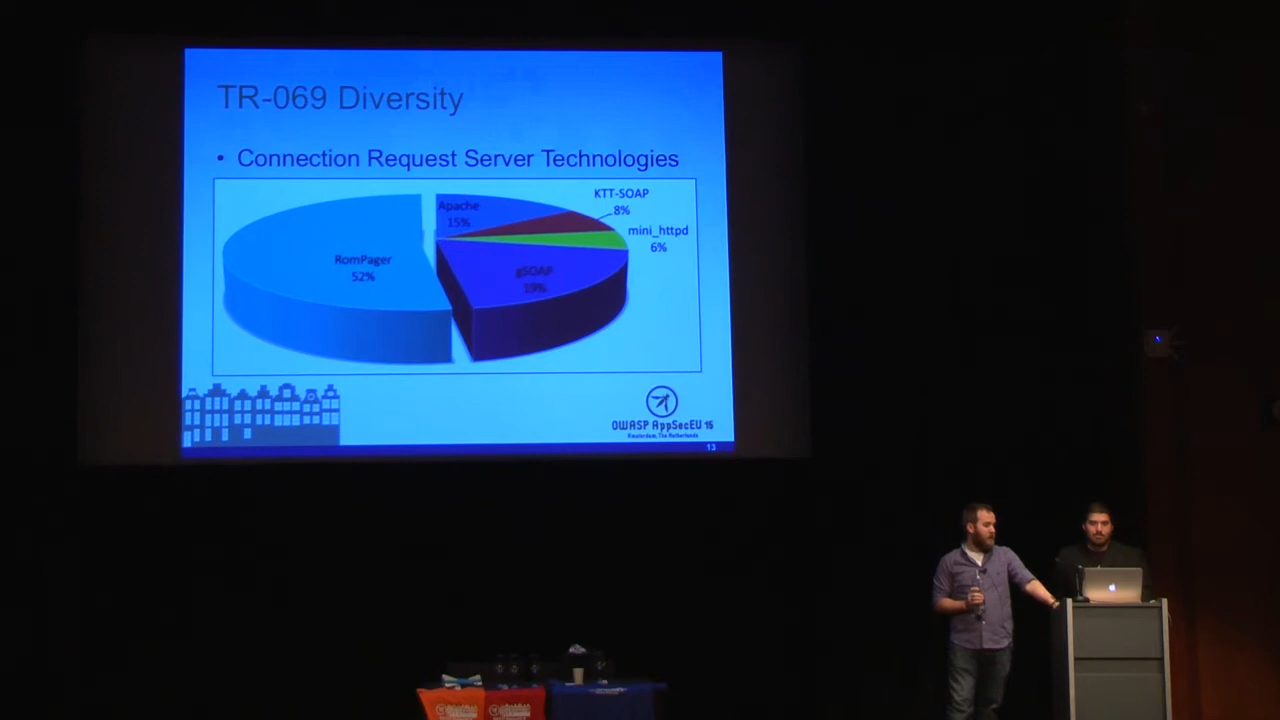 TR-069 Diversity
• Connection Request Server Technologies
KTT-SOAP
8%
Apache
15%
mini_httpd
6%
RomPager
52%
gSOAP
19%
OWASP AppSecEU 15
Amsterdam, The Netherlands
13